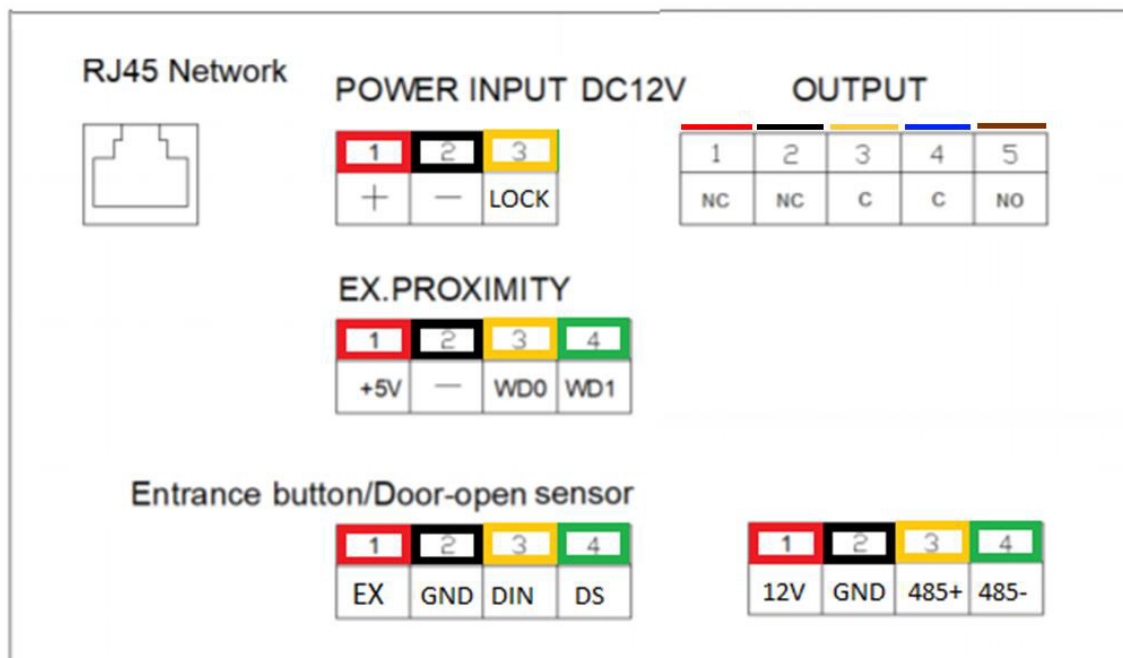 RJ45 Network
POWER INPUT DC12V
OUTPUT
1 2 3
+ — LOCK
1 2 3 4 5
NC NC C C NO
EX.PROXIMITY
1 2 3 4
+5V — WD0 WD1
Entrance button/Door-open sensor
1 2 3 4
EX GND DIN DS
1 2 3 4
12V GND 485+ 485-